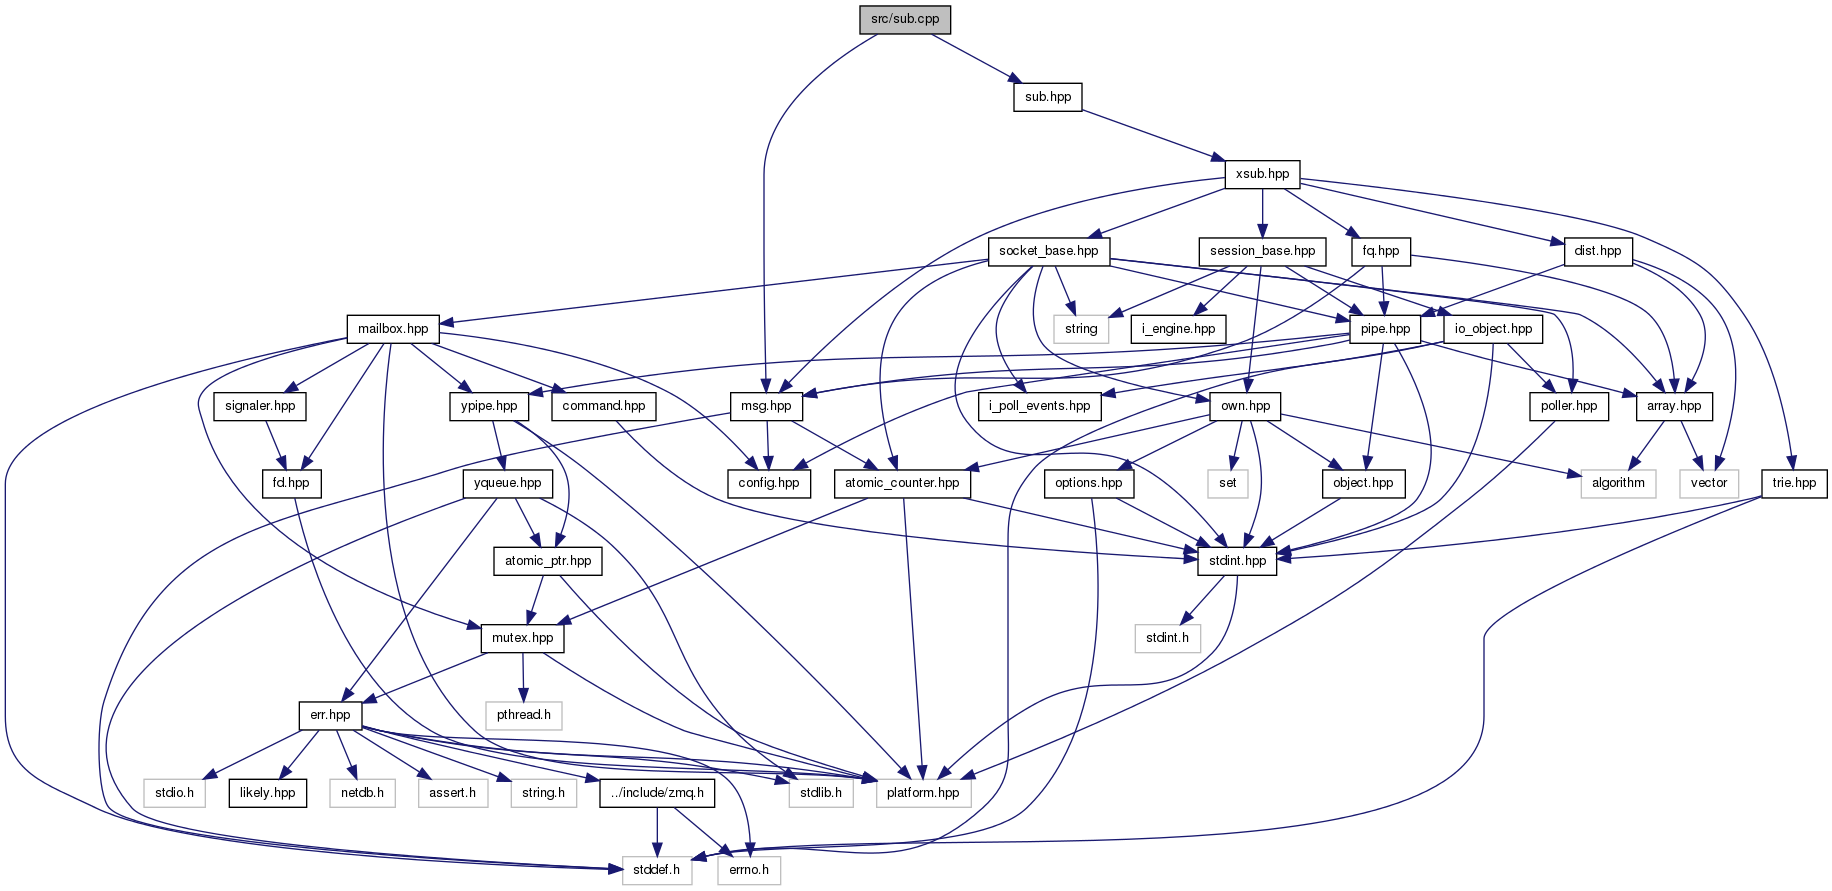 src/sub.cpp
sub.hpp
xsub.hpp
socket_base.hpp
session_base.hpp
fq.hpp
dist.hpp
mailbox.hpp
string
i_engine.hpp
pipe.hpp
io_object.hpp
signaler.hpp
ypipe.hpp
command.hpp
msg.hpp
i_poll_events.hpp
own.hpp
poller.hpp
array.hpp
fd.hpp
yqueue.hpp
config.hpp
atomic_counter.hpp
options.hpp
set
object.hpp
algorithm
vector
trie.hpp
atomic_ptr.hpp
stdint.hpp
mutex.hpp
stdint.h
err.hpp
pthread.h
stdio.h
likely.hpp
netdb.h
assert.h
string.h
../include/zmq.h
stdlib.h
platform.hpp
stddef.h
errno.h